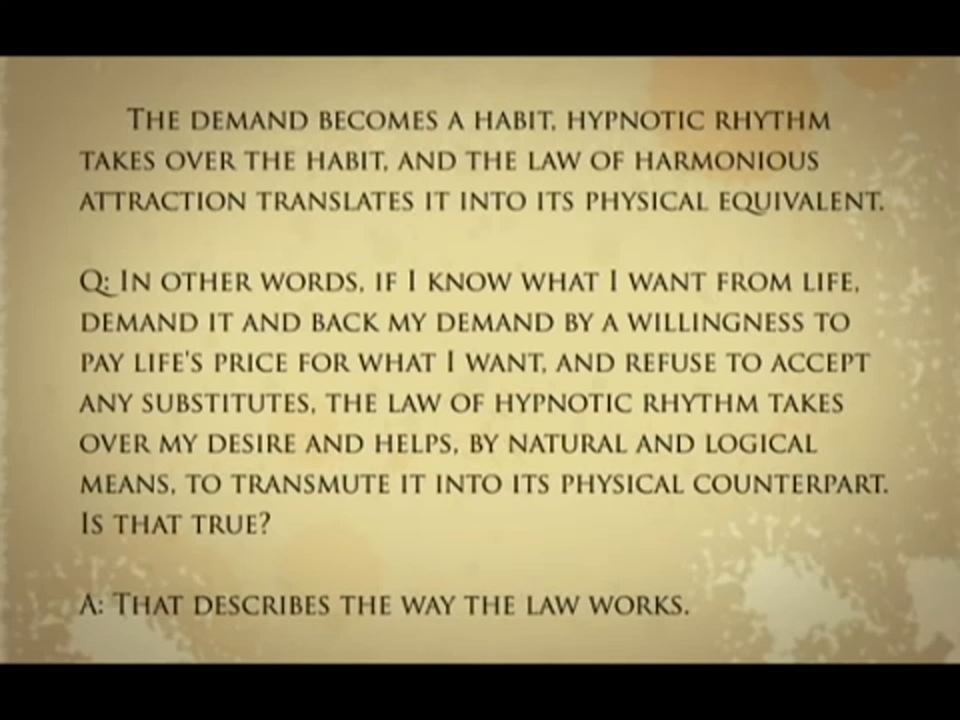 The demand becomes a habit, hypnotic rhythm
takes over the habit, and the law of harmonious
attraction translates it into its physical equivalent.
Q: In other words, if I know what I want from life,
demand it and back my demand by a willingness to
pay life's price for what I want, and refuse to accept
any substitutes, the law of hypnotic rhythm takes
over my desire and helps, by natural and logical
means, to transmute it into its physical counterpart.
Is that true?
A: That describes the way the law works.